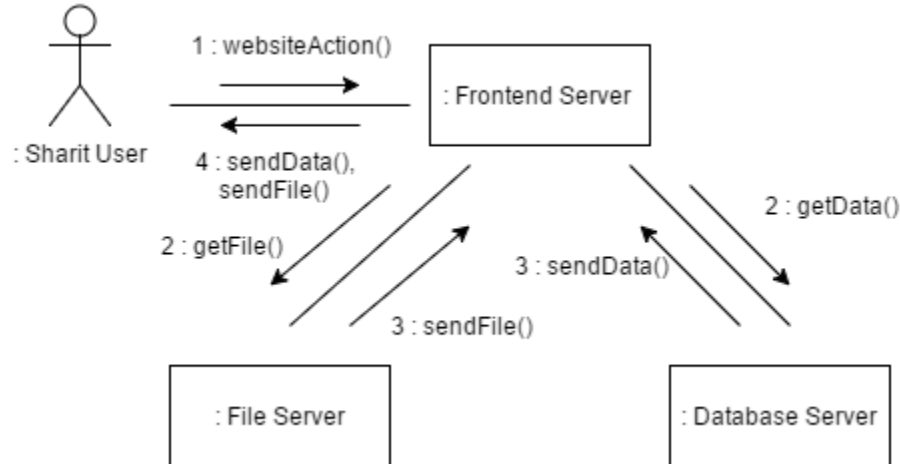 1 : websiteAction()
: Frontend Server
: Sharit User
4 : sendData(),
sendFile()
2 : getData()
2 : getFile()
3 : sendData()
3 : sendFile()
: File Server
: Database Server